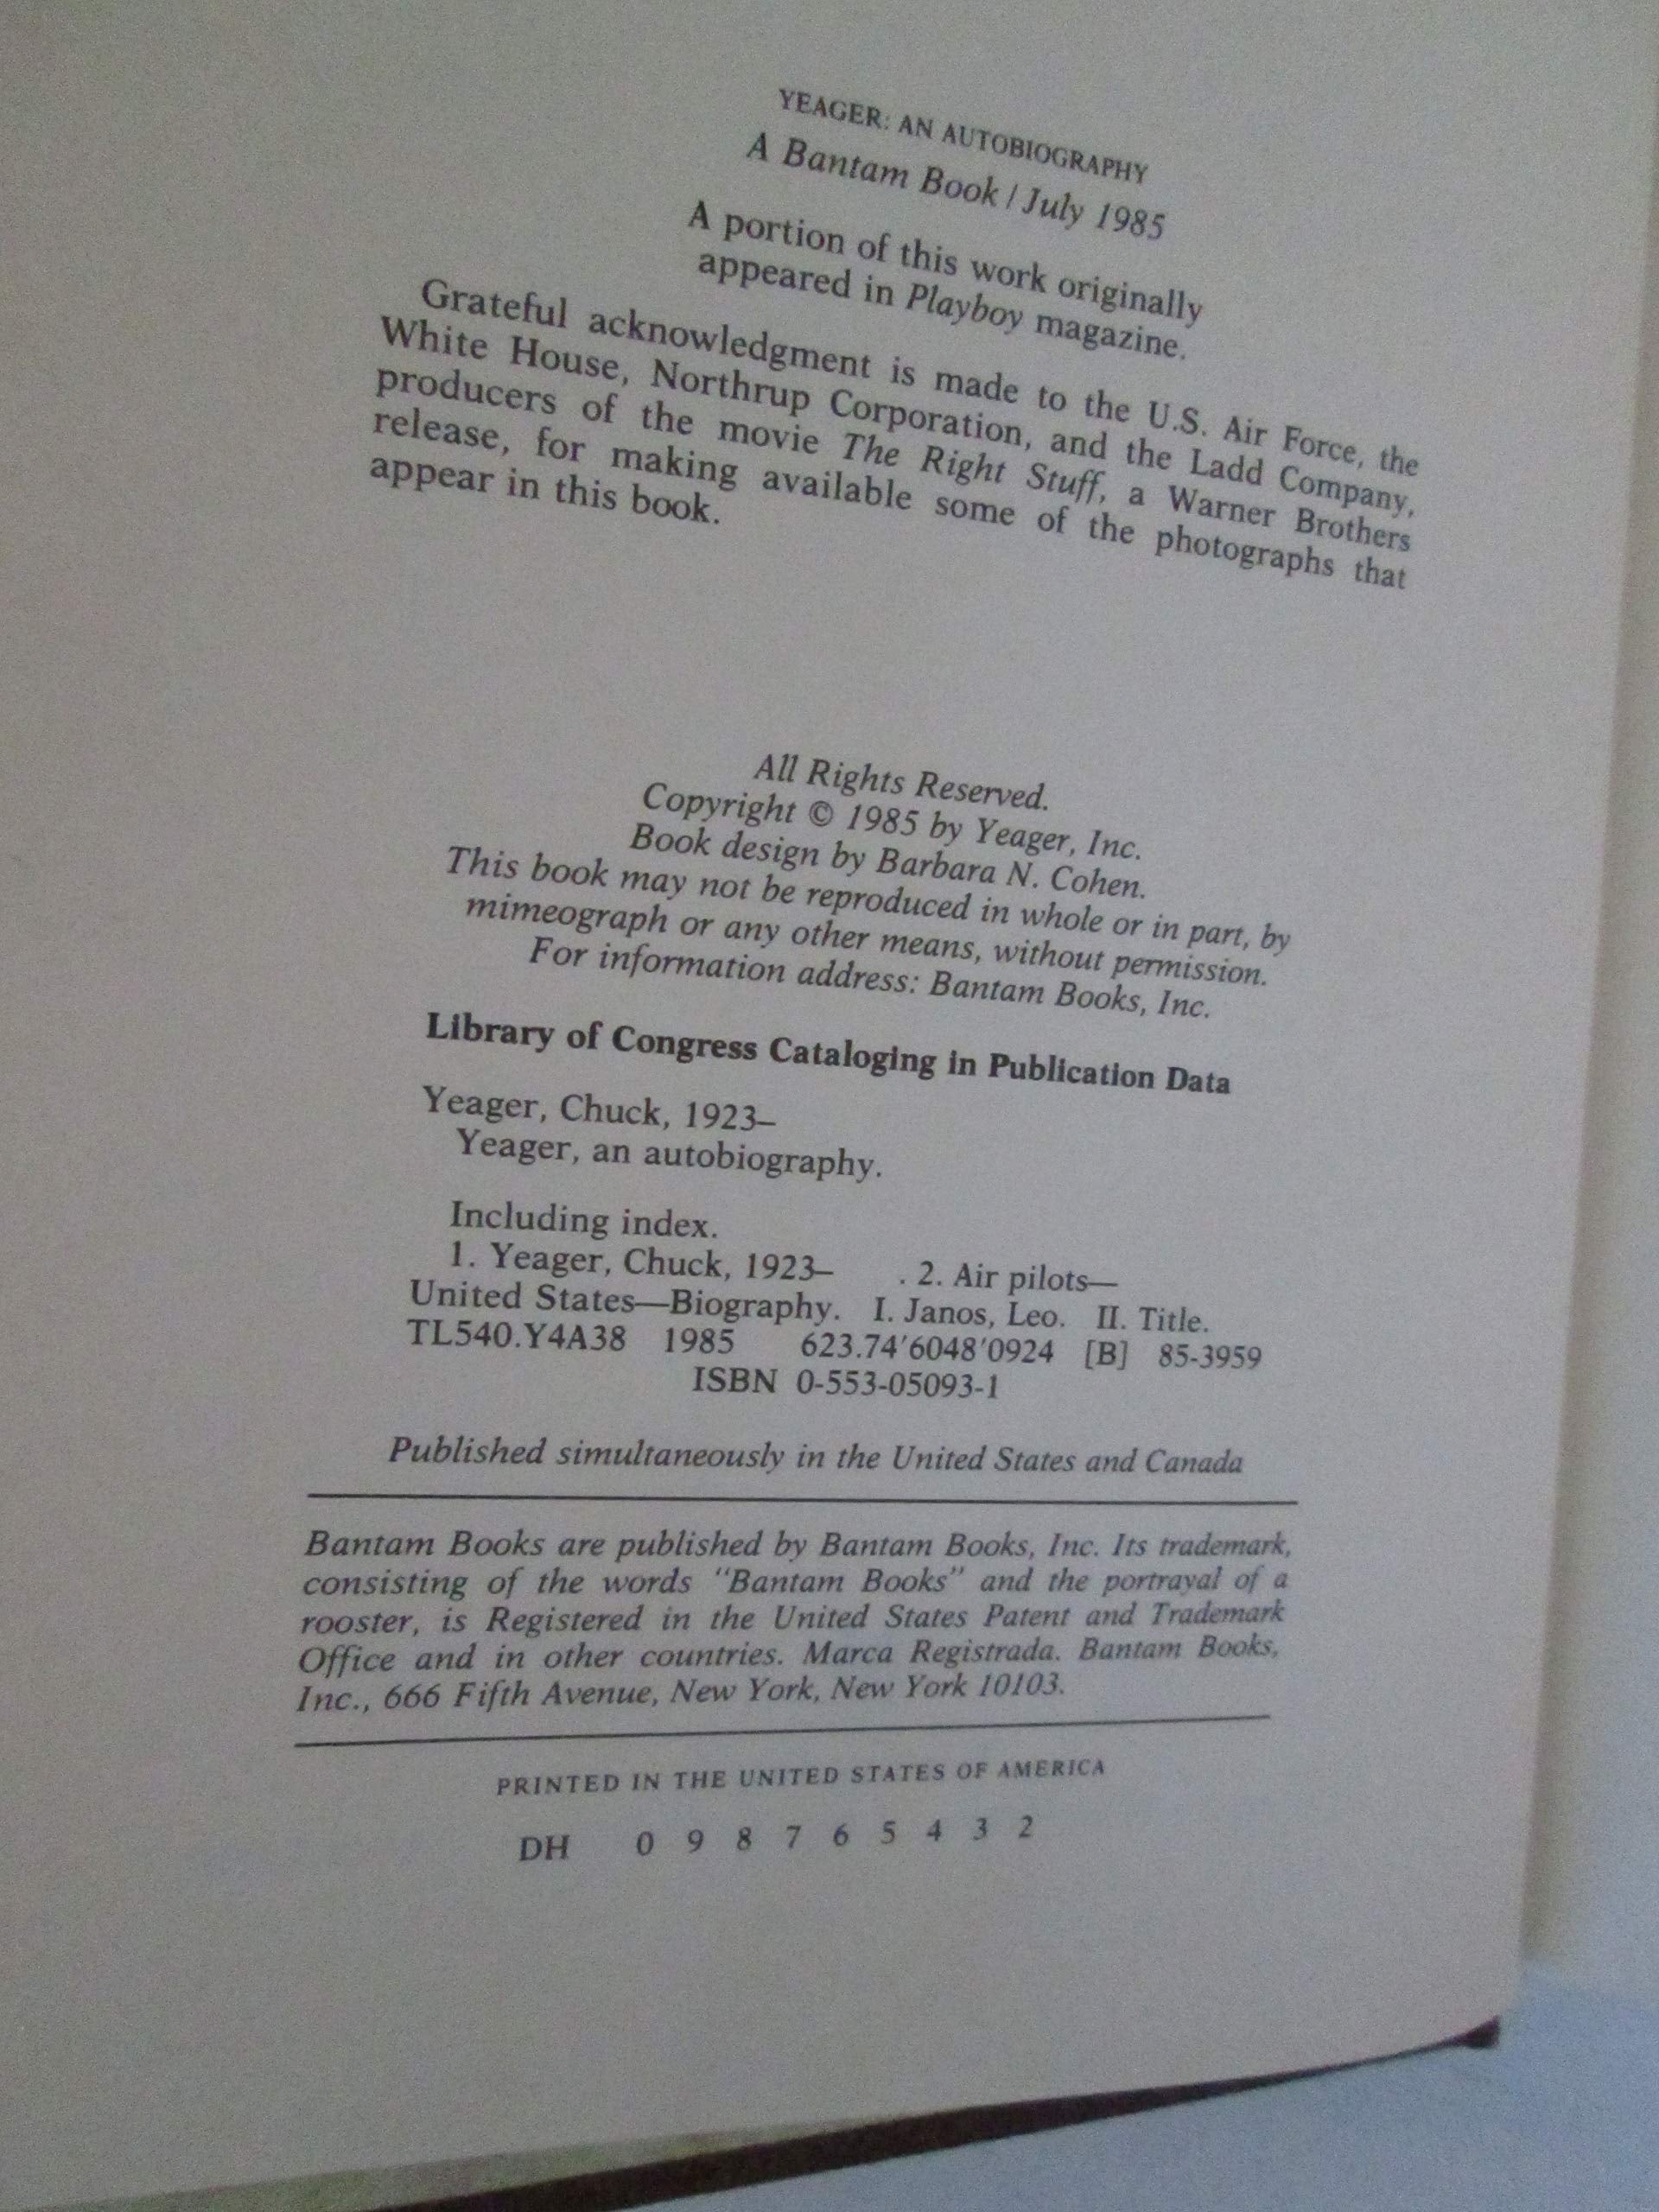 YEAGER: AN AUTOBIOGRAPHY
A Bantam Book / July 1985
A portion of this work originally
appeared in Playboy magazine.
Grateful acknowledgment is made to the U.S. Air Force, the
White House, Northrup Corporation, and the Ladd Company,
producers of the movie The Right Stuff, a Warner Brothers
release, for making available some of the photographs that
appear in this book.
All Rights Reserved.
Copyright © 1985 by Yeager, Inc.
Book design by Barbara N. Cohen.
This book may not be reproduced in whole or in part, by
mimeograph or any other means, without permission.
For information address: Bantam Books, Inc.
Library of Congress Cataloging in Publication Data
Yeager, Chuck, 1923–
Yeager, an autobiography.
Including index.
1. Yeager, Chuck, 1923– . 2. Air pilots—
United States—Biography. I. Janos, Leo. II. Title.
TL540.Y4A38 1985 623.74'6048'0924 [B] 85-3959
ISBN 0-553-05093-1
Published simultaneously in the United States and Canada
Bantam Books are published by Bantam Books, Inc. Its trademark,
consisting of the words "Bantam Books" and the portrayal of a
rooster, is Registered in the United States Patent and Trademark
Office and in other countries. Marca Registrada. Bantam Books,
Inc., 666 Fifth Avenue, New York, New York 10103.
PRINTED IN THE UNITED STATES OF AMERICA
DH 0 9 8 7 6 5 4 3 2